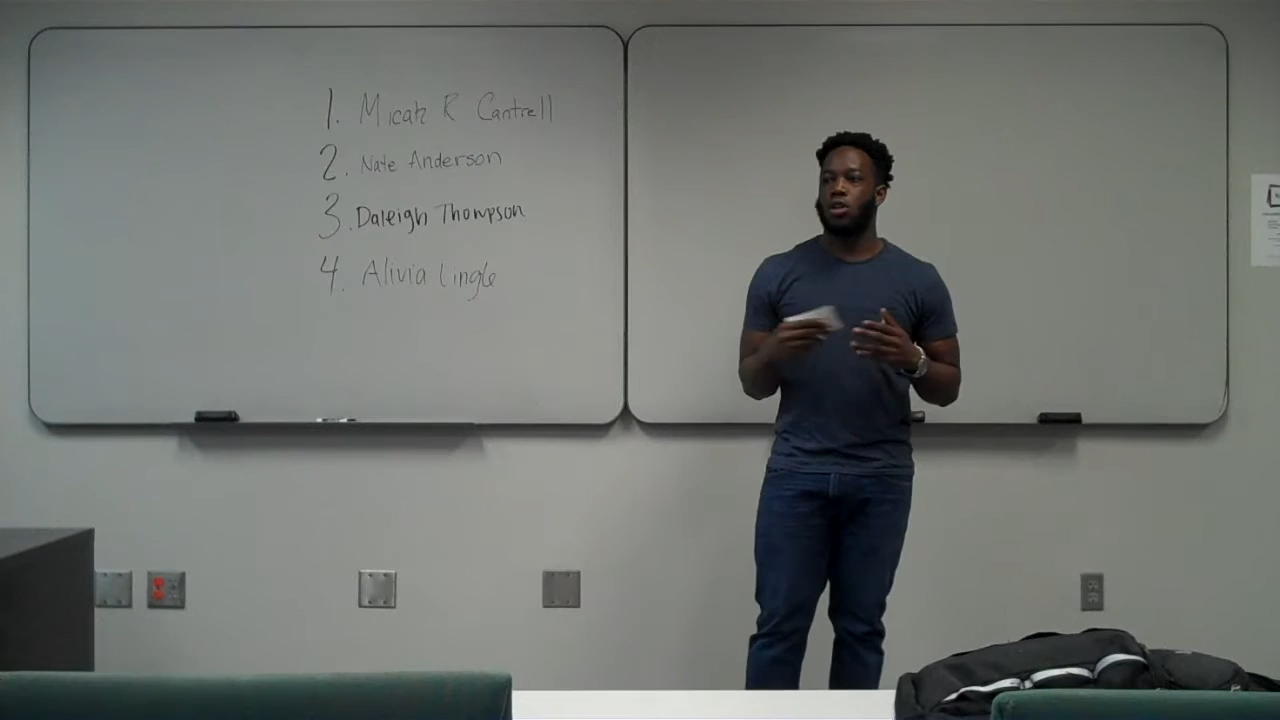 1. Micah R Cantrell
2. Nate Anderson
3. Daleigh Thompson
4. Alivia Lingle